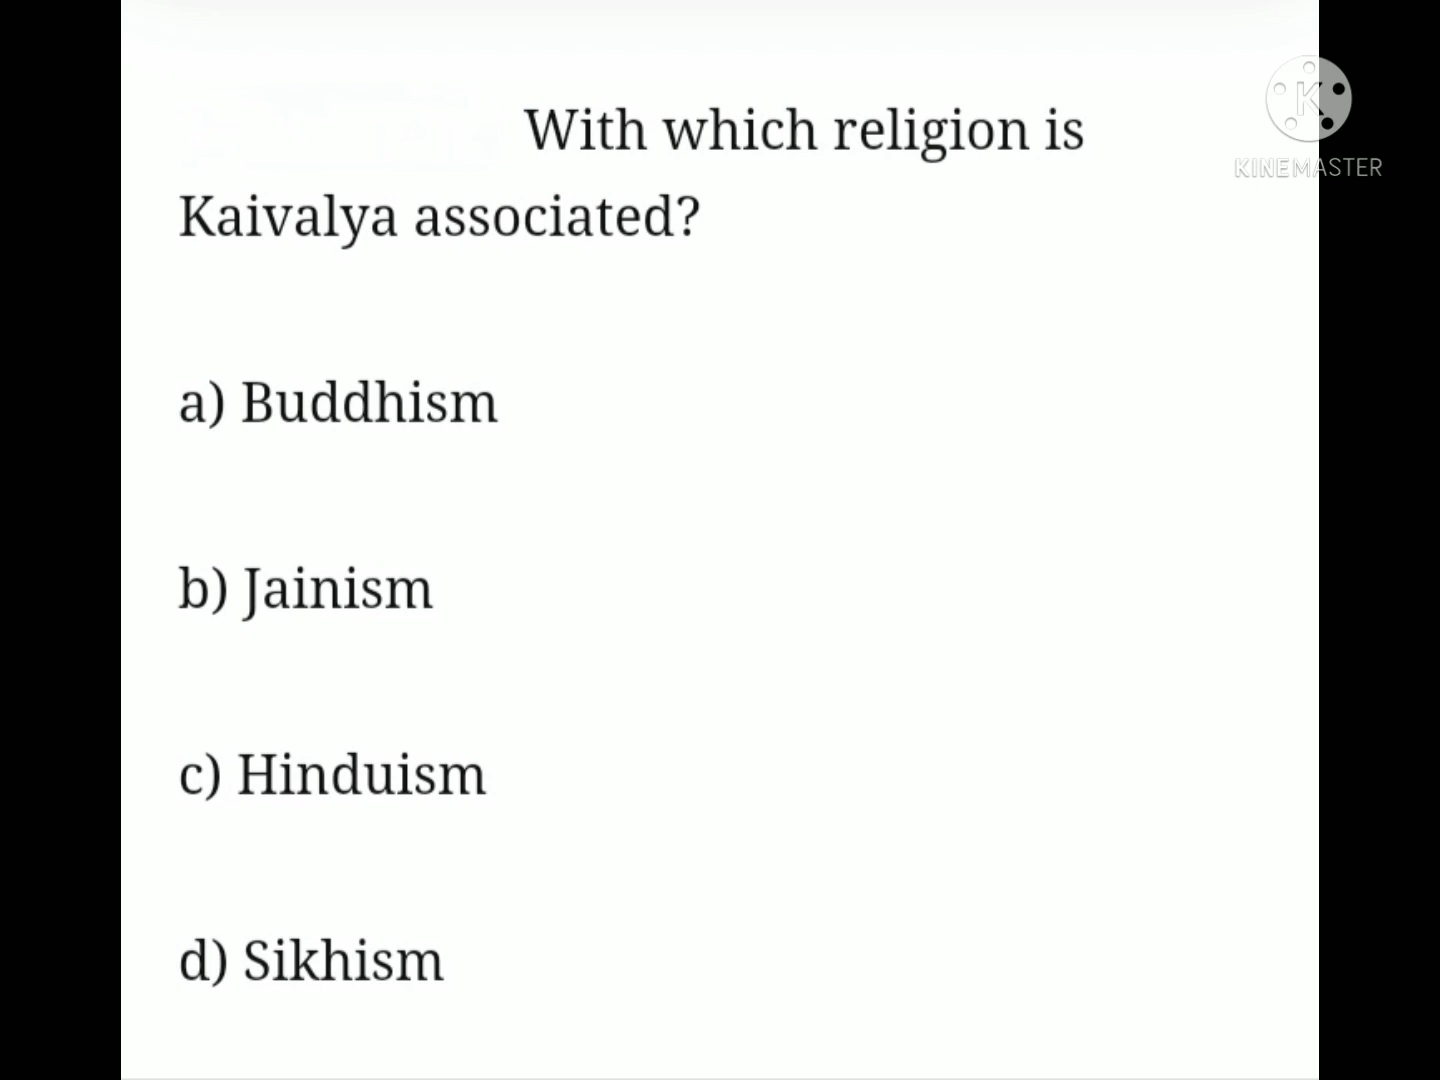 With which religion is
Kaivalya associated?
a) Buddhism
b) Jainism
c) Hinduism
d) Sikhism
K
KINEMASTER